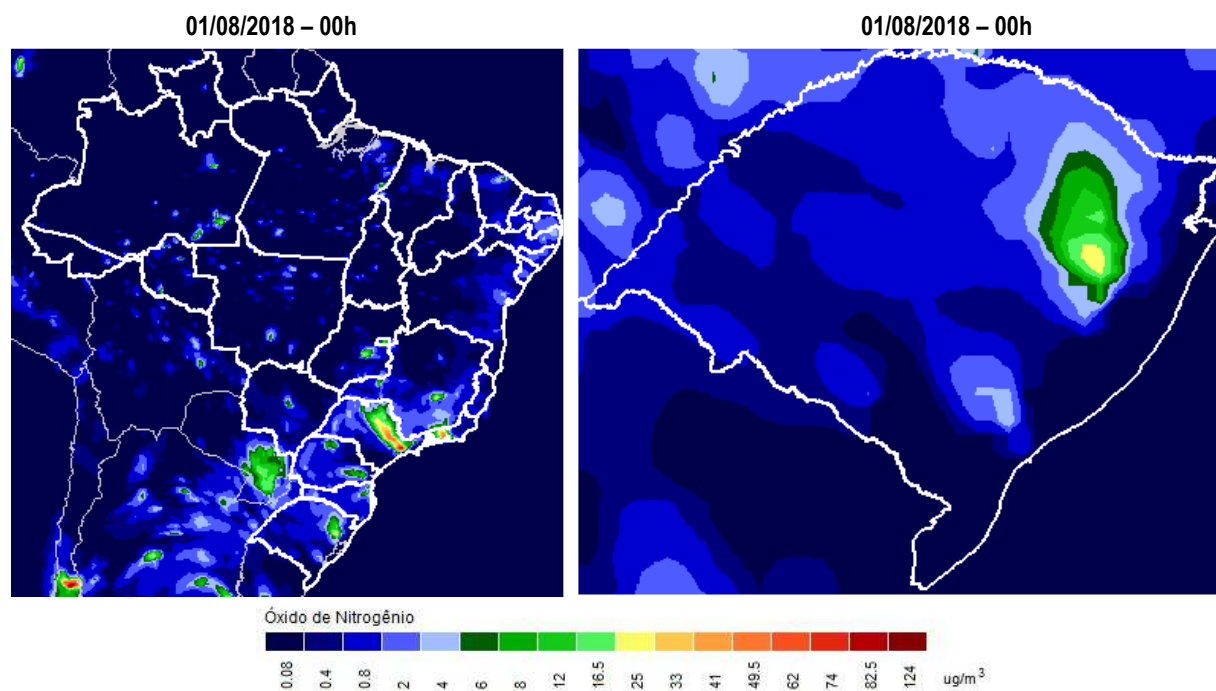 01/08/2018 – 00h
01/08/2018 – 00h
Óxido de Nitrogênio
0.08 0.4 0.8 2 4 6 8 12 16.5 25 33 41 49.5 62 74 82.5 124 ug/m³